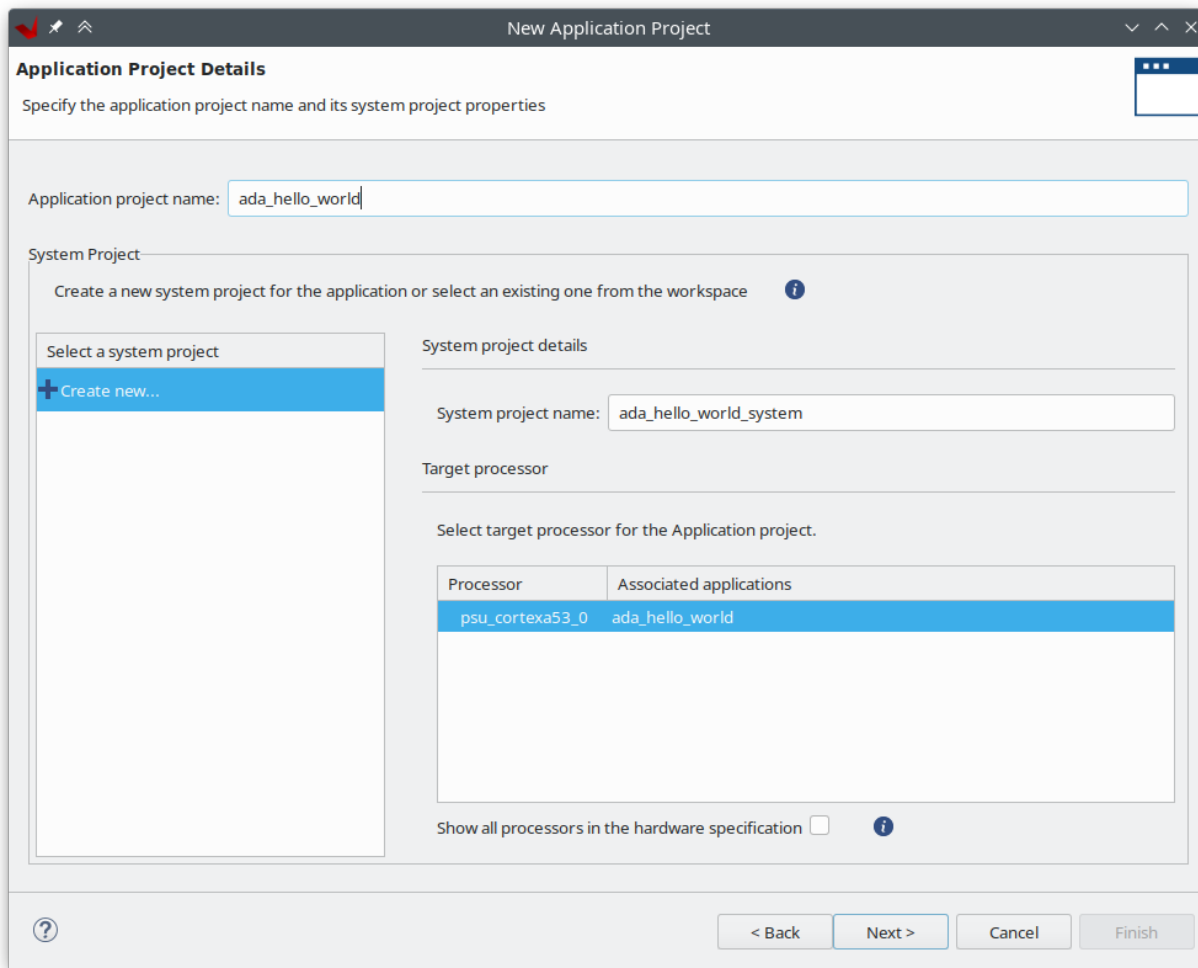 New Application Project
Application Project Details
Specify the application project name and its system project properties
Application project name: ada_hello_world
System Project
Create a new system project for the application or select an existing one from the workspace
Select a system project
Create new...
System project details
System project name: ada_hello_world_system
Target processor
Select target processor for the Application project.
Processor Associated applications
psu_cortexa53_0 ada_hello_world
Show all processors in the hardware specification
< Back Next > Cancel Finish